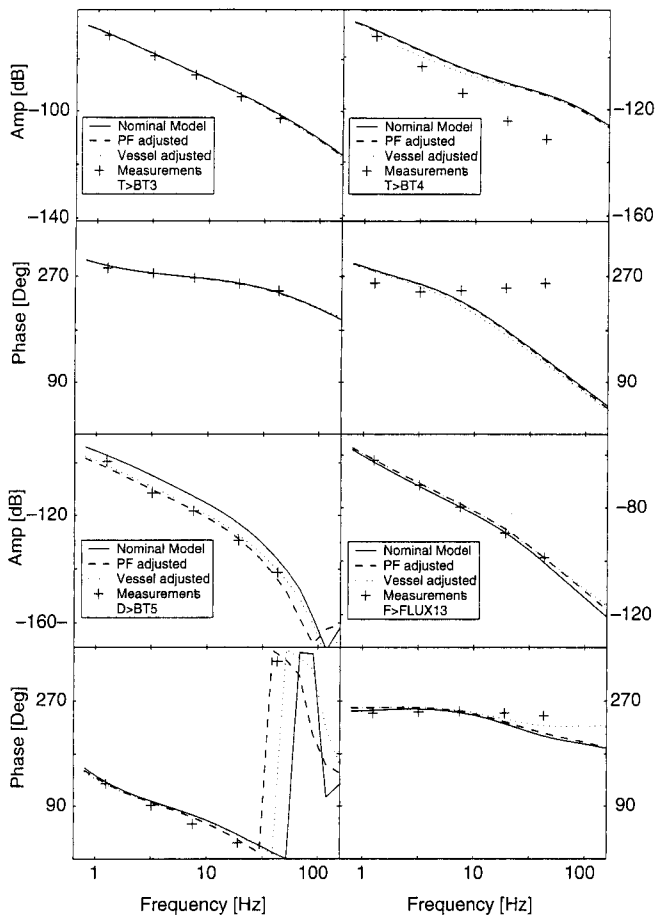 Amp [dB]
-100
-140
Nominal Model
PF adjusted
Vessel adjusted
Measurements
T>BT3
Nominal Model
PF adjusted
Vessel adjusted
Measurements
T>BT4
-120
-160
Phase [Deg]
270
90
270
90
Amp [dB]
-120
-160
Nominal Model
PF adjusted
Vessel adjusted
Measurements
D>BT5
Nominal Model
PF adjusted
Vessel adjusted
Measurements
F>FLUX13
-80
-120
Phase [Deg]
270
90
270
90
1 10 100
1 10 100
Frequency [Hz]
Frequency [Hz]